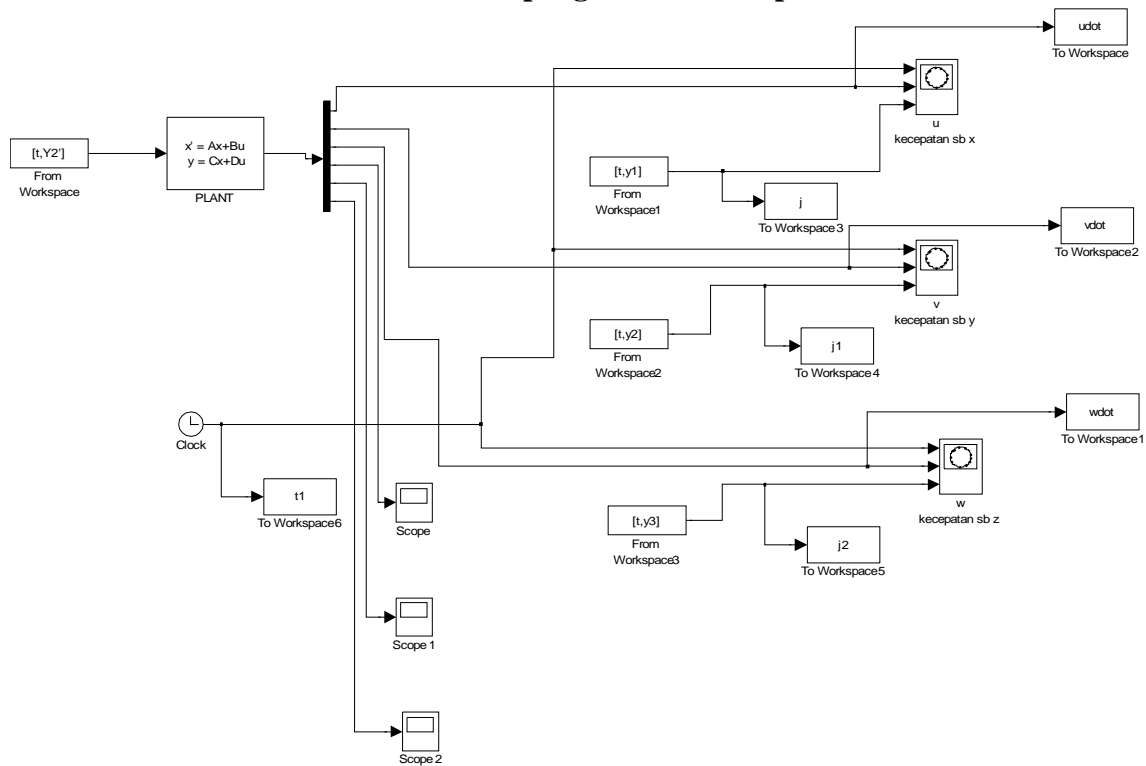 udot
To Workspace
u
kecepatan sb x
x' = Ax+Bu
y = Cx+Du
PLANT
[t,Y2']
From
Workspace
[t,y1]
From
Workspace1
j
To Workspace3
vdot
To Workspace2
v
kecepatan sb y
[t,y2]
From
Workspace2
j1
To Workspace4
wdot
To Workspace1
Clock
t1
To Workspace6
Scope
w
kecepatan sb z
[t,y3]
From
Workspace3
j2
To Workspace5
Scope 1
Scope 2